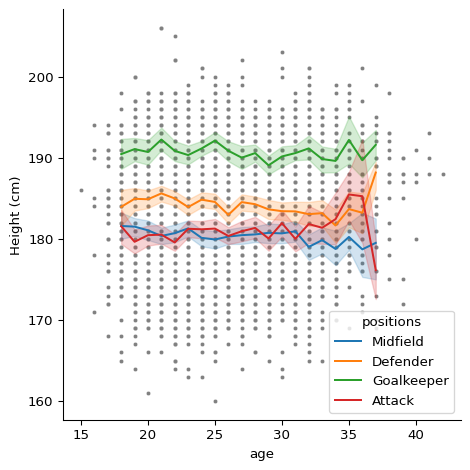 200
190
180
170
160
Height (cm)
15
20
25
30
35
40
age
positions
Midfield
Defender
Goalkeeper
Attack